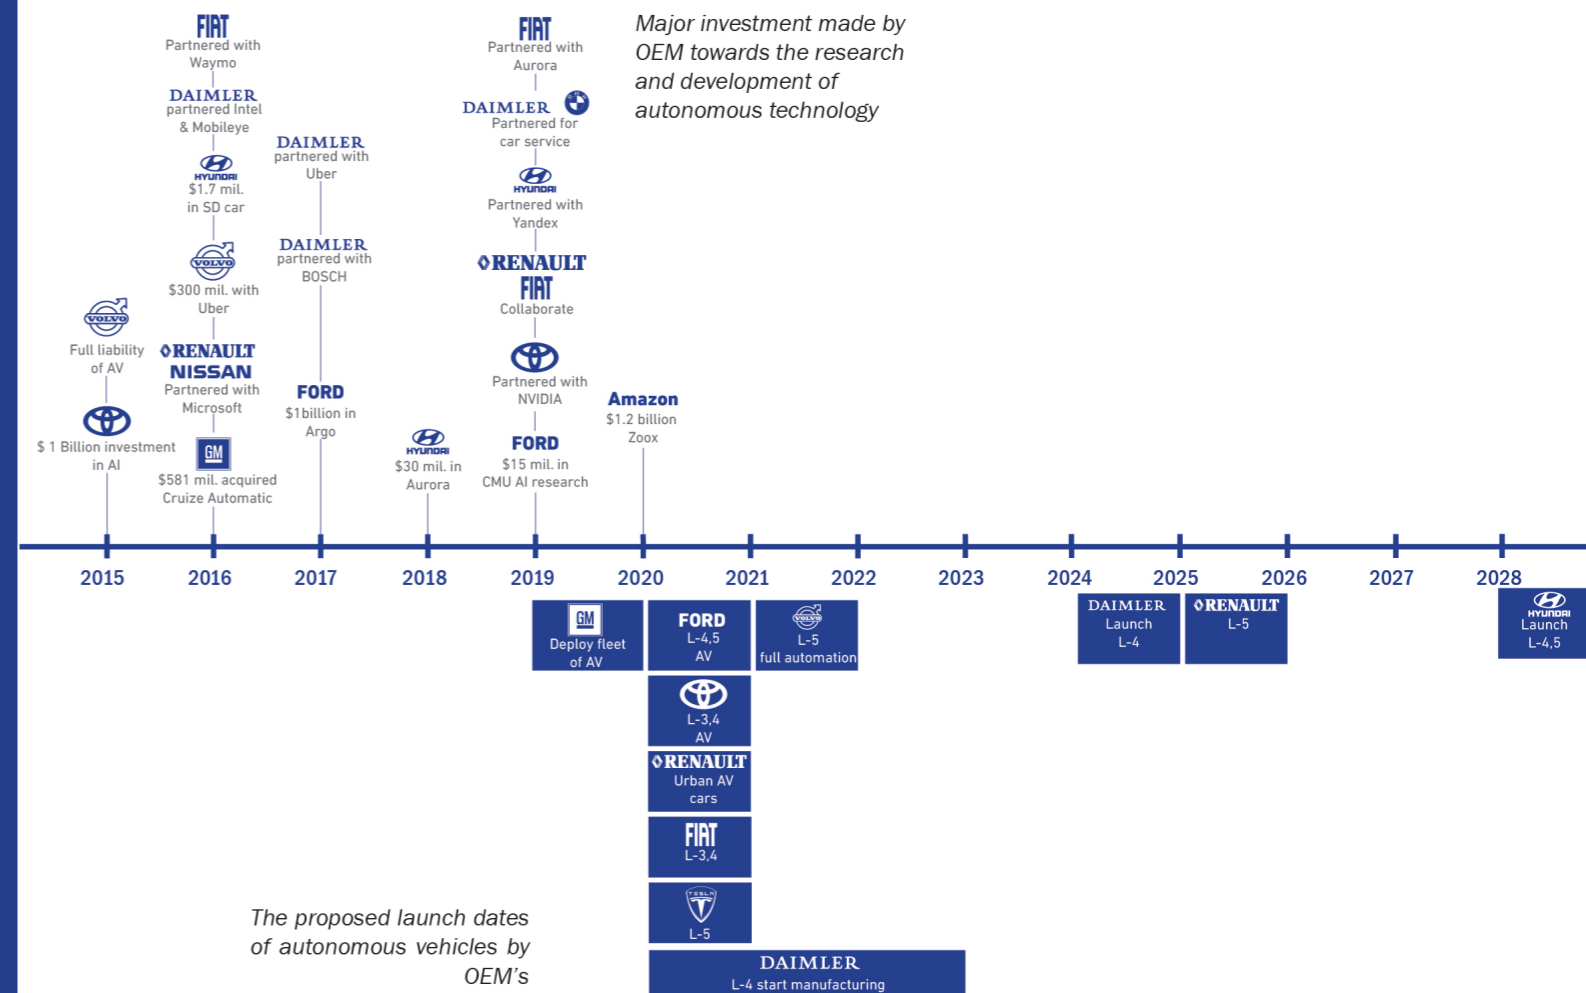 FIAT
Partnered with
Waymo
DAIMLER
partnered Intel
& Mobileye
HYUNDAI
$1.7 mil.
in SD car
VOLVO
$300 mil. with
Uber
RENAULT
NISSAN
Partnered with
Microsoft
GM
$581 mil. acquired
Cruize Automatic
VOLVO
Full liability
of AV
$ 1 Billion investment
in AI
DAIMLER
partnered with
Uber
DAIMLER
partnered with
BOSCH
FORD
$1billion in
Argo
HYUNDAI
$30 mil. in
Aurora
FIAT
Partnered with
Aurora
DAIMLER
Partnered for
car service
HYUNDAI
Partnered with
Yandex
RENAULT
FIAT
Collaborate
Partnered with
NVIDIA
FORD
$15 mil. in
CMU AI research
Amazon
$1.2 billion
Zoox
Major investment made by
OEM towards the research
and development of
autonomous technology
2015 2016 2017 2018 2019 2020 2021 2022 2023 2024 2025 2026 2027 2028
GM
Deploy fleet
of AV
FORD
L-4,5
AV
VOLVO
L-5
full automation
DAIMLER
Launch
L-4
RENAULT
L-5
HYUNDAI
Launch
L-4,5
L-3,4
AV
RENAULT
Urban AV
cars
FIAT
L-3,4
TESLA
L-5
DAIMLER
L-4 start manufacturing
The proposed launch dates
of autonomous vehicles by
OEM's